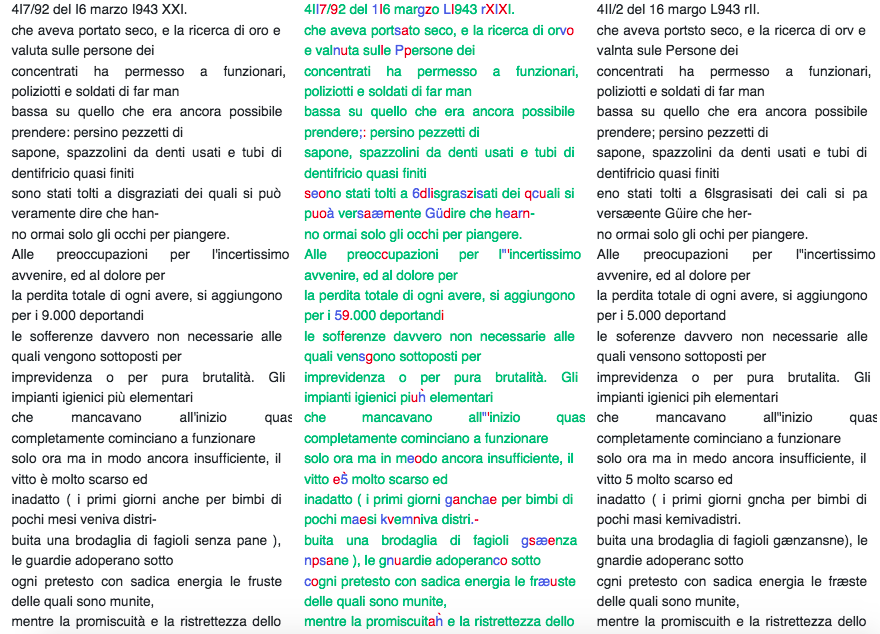 4I7/92 del I6 marzo I943 XXI.
che aveva portato seco, e la ricerca di oro e
valuta sulle persone dei
concentrati ha permesso a funzionari,
poliziotti e soldati di far man
bassa su quello che era ancora possibile
prendere: persino pezzetti di
sapone, spazzolini da denti usati e tubi di
dentifricio quasi finiti
sono stati tolti a disgraziati dei quali si può
veramente dire che han-
no ormai solo gli occhi per piangere.
Alle preoccupazioni per l'incertissimo
avvenire, ed al dolore per
la perdita totale di ogni avere, si aggiungono
per i 9.000 deportandi
le sofferenze davvero non necessarie alle
quali vengono sottoposti per
imprevidenza o per pura brutalità. Gli
impianti igienici più elementari
che mancavano all'inizio quas
completamente cominciano a funzionare
solo ora ma in modo ancora insufficiente, il
vitto è molto scarso ed
inadatto ( i primi giorni anche per bimbi di
pochi mesi veniva distri-
buita una brodaglia di fagioli senza pane ),
le guardie adoperano sotto
ogni pretesto con sadica energia le fruste
delle quali sono munite,
mentre la promiscuità e la ristrettezza dello
4II7/92 del 1I6 margzo LI943 rXIXI.
che aveva portsato seco, e la ricerca di orvo
e valnuta sulle Ppersone dei
concentrati ha permesso a funzionari,
poliziotti e soldati di far man
bassa su quello che era ancora possibile
prendere;: persino pezzetti di
sapone, spazzolini da denti usati e tubi di
dentifricio quasi finiti
seono stati tolti a 6dlisgraszisati dei qcuali si
puoà versaæmente Güdire che hearn-
no ormai solo gli occhi per piangere.
Alle preoccupazioni per l"'incertissimo
avvenire, ed al dolore per
la perdita totale di ogni avere, si aggiungono
per i 59.000 deportandi
le sofferenze davvero non necessarie alle
quali vensgono sottoposti per
imprevidenza o per pura brutalità. Gli
impianti igienici piuh̀ elementari
che mancavano all"'inizio quas
completamente cominciano a funzionare
solo ora ma in meodo ancora insufficiente, il
vitto e5̀ molto scarso ed
inadatto ( i primi giorni ganchae per bimbi di
pochi maesi kvemniva distri.-
buita una brodaglia di fagioli gsæenza
npsane ), le gnuardie adoperanco sotto
cogni pretesto con sadica energia le fræuste
delle quali sono munite,
mentre la promiscuitah̀ e la ristrettezza dello
4II/2 del 16 margo L943 rII.
che aveva portsto seco, e la ricerca di orv e
valnta sule Persone dei
concentrati ha permesso a funzionari,
poliziotti e soldati di far man
bassa su quello che era ancora possibile
prendere; persino pezzetti di
sapone, spazzolini da denti usati e tubi di
dentifricio quasi finiti
eno stati tolti a 6lsgrasisati dei cali si pa
versæente Güire che her-
no ormai solo gli ochi per piangere.
Alle preoccupazioni per l"incertissimo
avvenire, ed al dolore per
la perdita totale di ogni avere, si aggiungono
per i 5.000 deportand
le soferenze davvero non necessarie alle
quali vensono sottoposti per
imprevidenza o per pura brutalita. Gli
impianti igienici pih elementari
che mancavano all"inizio quas
completamente cominciano a funzionare
solo ora ma in medo ancora insufficiente, il
vitto 5 molto scarso ed
inadatto ( i primi giorni gncha per bimbi di
pochi masi kemivadistri.
buita una brodaglia di fagioli gænzansne), le
gnardie adoperanc sotto
cgni pretesto con sadica energia le fræste
delle quali sono munite,
mentre la promiscuith e la ristrettezza dello